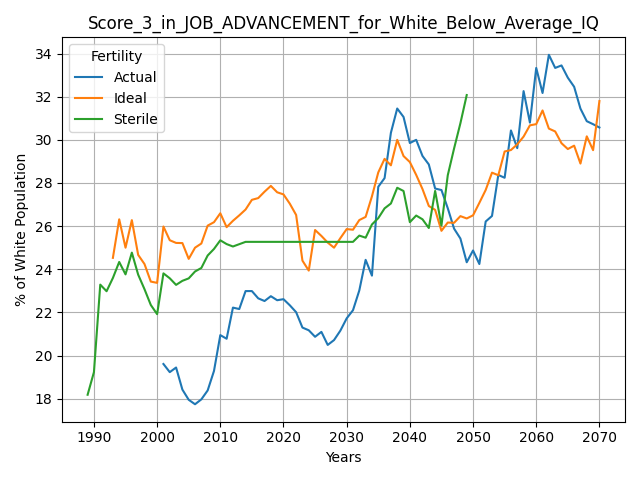 Score_3_in_JOB_ADVANCEMENT_for_White_Below_Average_IQ
Fertility
Actual
Ideal
Sterile
% of White Population
34
32
30
28
26
24
22
20
18
1990 2000 2010 2020 2030 2040 2050 2060 2070
Years